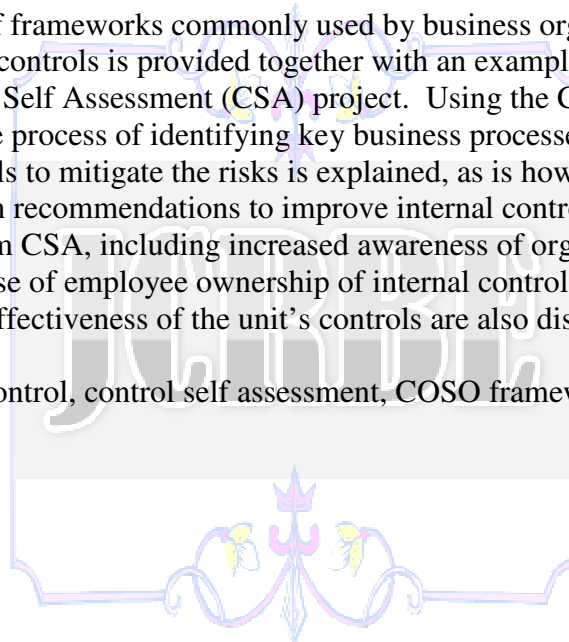 f frameworks commonly used by business org
controls is provided together with an exampl
Self Assessment (CSA) project. Using the C
e process of identifying key business processe
ls to mitigate the risks is explained, as is how
n recommendations to improve internal contr
m CSA, including increased awareness of org
se of employee ownership of internal control
ffectiveness of the unit's controls are also dis
ontrol, control self assessment, COSO framew
JCRBE